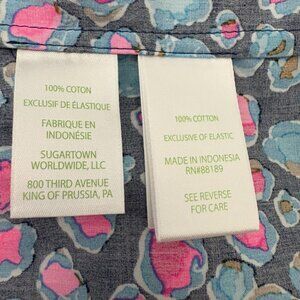 100% COTON
EXCLUSIF DE ÉLASTIQUE
FABRIQUE EN
INDONÉSIE
SUGARTOWN
WORLDWIDE, LLC
800 THIRD AVENUE
KING OF PRUSSIA, PA
100% COTTON
EXCLUSIVE OF ELASTIC
MADE IN INDONESIA
RN#88189
SEE REVERSE
FOR CARE